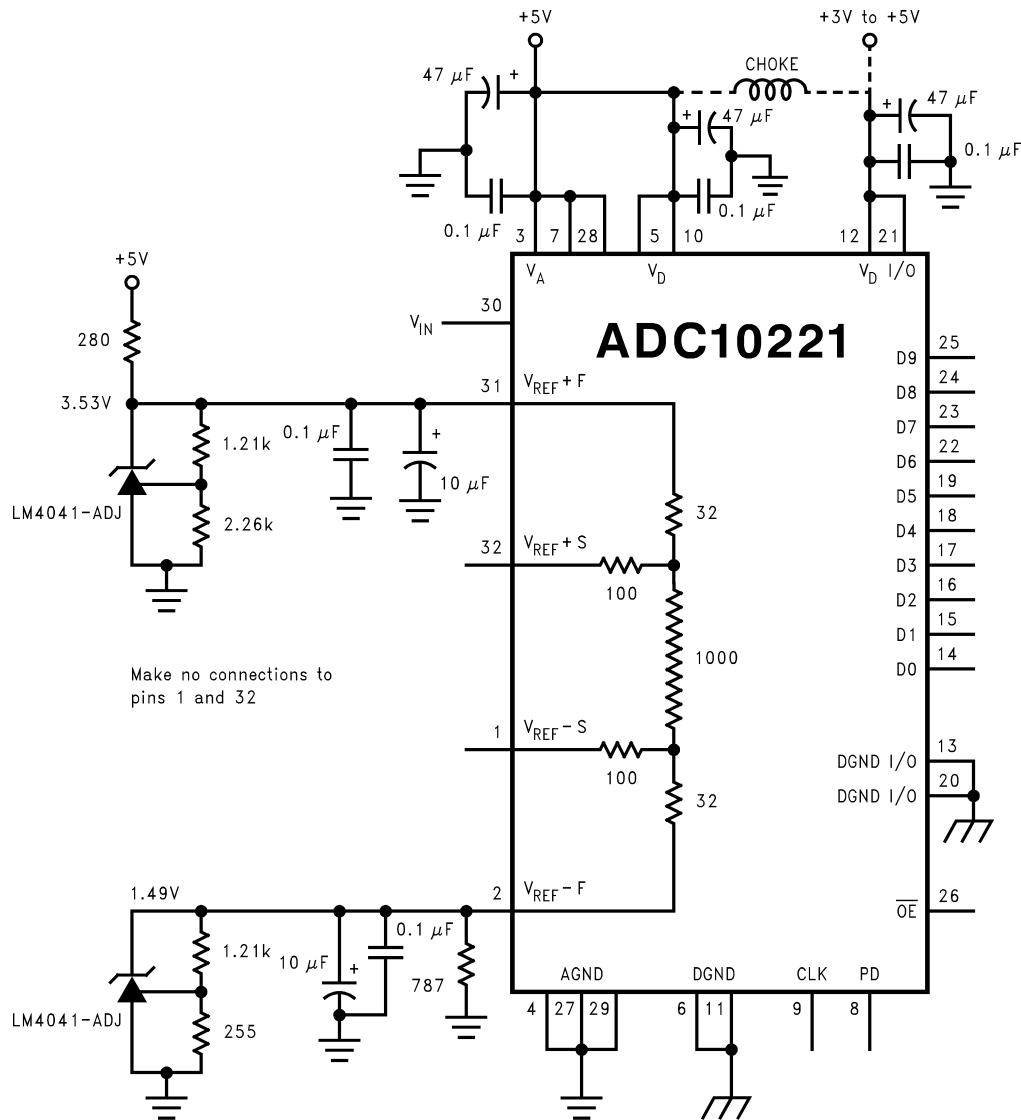 +5V
+3V to +5V
47 μF +
CHOKE
+ 47 μF
+ 47 μF
0.1 μF
0.1 μF
0.1 μF
3 7 28 5 10 12 21
V_A V_D V_D I/O
+5V
280
V_IN 30
ADC10221
D9 25
D8 24
D7 23
D6 22
D5 19
D4 18
D3 17
D2 16
D1 15
D0 14
3.53V
31 V_REF+F
1.21k
0.1 μF
+
10 μF
LM4041-ADJ
2.26k
32
32 V_REF+S
100
1000
Make no connections to
pins 1 and 32
1 V_REF-S
100
32
DGND I/O 13
DGND I/O 20
1.49V
2 V_REF-F
OE 26
1.21k
10 μF +
0.1 μF
787
LM4041-ADJ
255
AGND DGND CLK PD
4 27 29 6 11 9 8